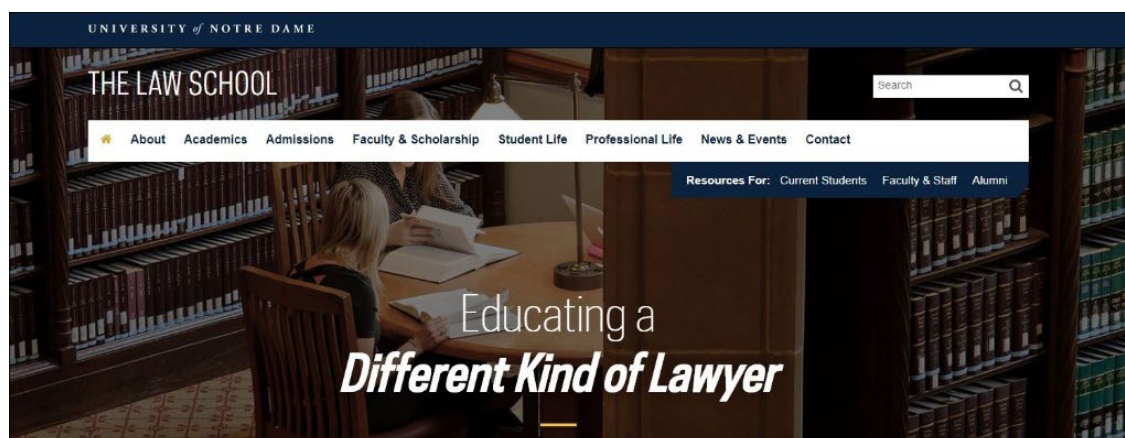 UNIVERSITY of NOTRE DAME
THE LAW SCHOOL
Search
About Academics Admissions Faculty & Scholarship Student Life Professional Life News & Events Contact
Resources For: Current Students Faculty & Staff Alumni
Educating a
Different Kind of Lawyer